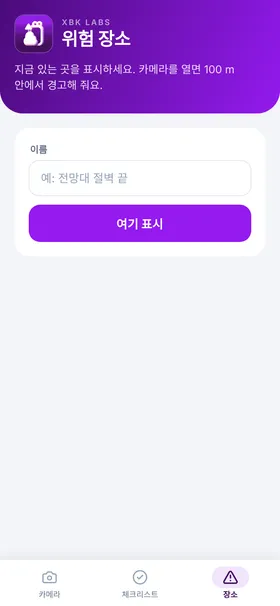 XBK LABS
위험 장소
지금 있는 곳을 표시하세요. 카메라를 열면 100 m
안에서 경고해 줘요.
이름
예: 전망대 절벽 끝
여기 표시
카메라
체크리스트
장소